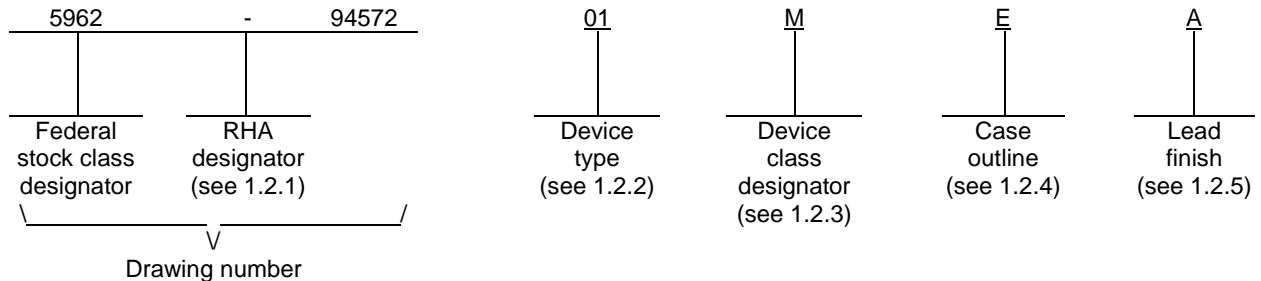 5962 - 94572 01 M E A
Federal stock class designator
RHA designator (see 1.2.1)
Device type (see 1.2.2)
Device class designator (see 1.2.3)
Case outline (see 1.2.4)
Lead finish (see 1.2.5)
\ / \/
Drawing number